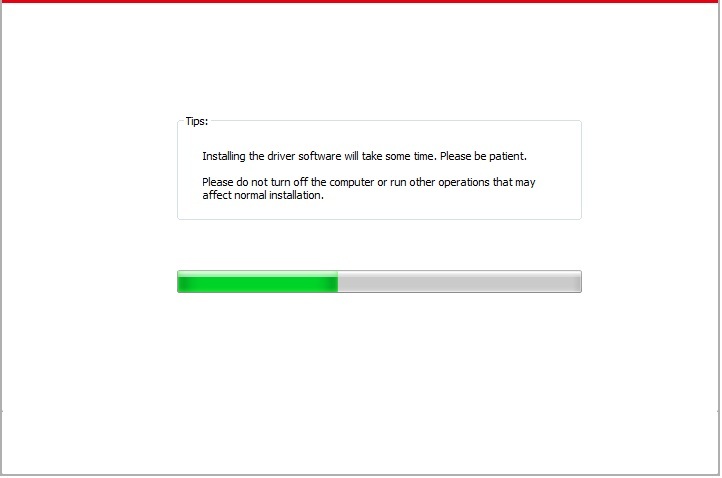 Tips:
Installing the driver software will take some time. Please be patient.
Please do not turn off the computer or run other operations that may
affect normal installation.